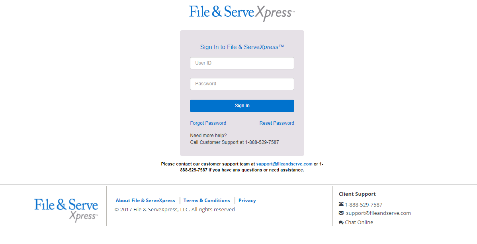 File & ServeXpress™
Sign In to File & ServeXpress™
User ID
Password
Sign In
Forgot Password
Reset Password
Need more help?
Call Customer Support at 1-888-529-7587
Please contact our customer support team at support@fileandserve.com or 1-
888-529-7587 if you have any questions or need assistance.
File & Serve
Xpress
About File & ServeXpress
Terms & Conditions
Privacy
© 2017 File & ServeXpress, LLC. All rights reserved.
Client Support
1-888-529-7587
support@fileandserve.com
Chat Online